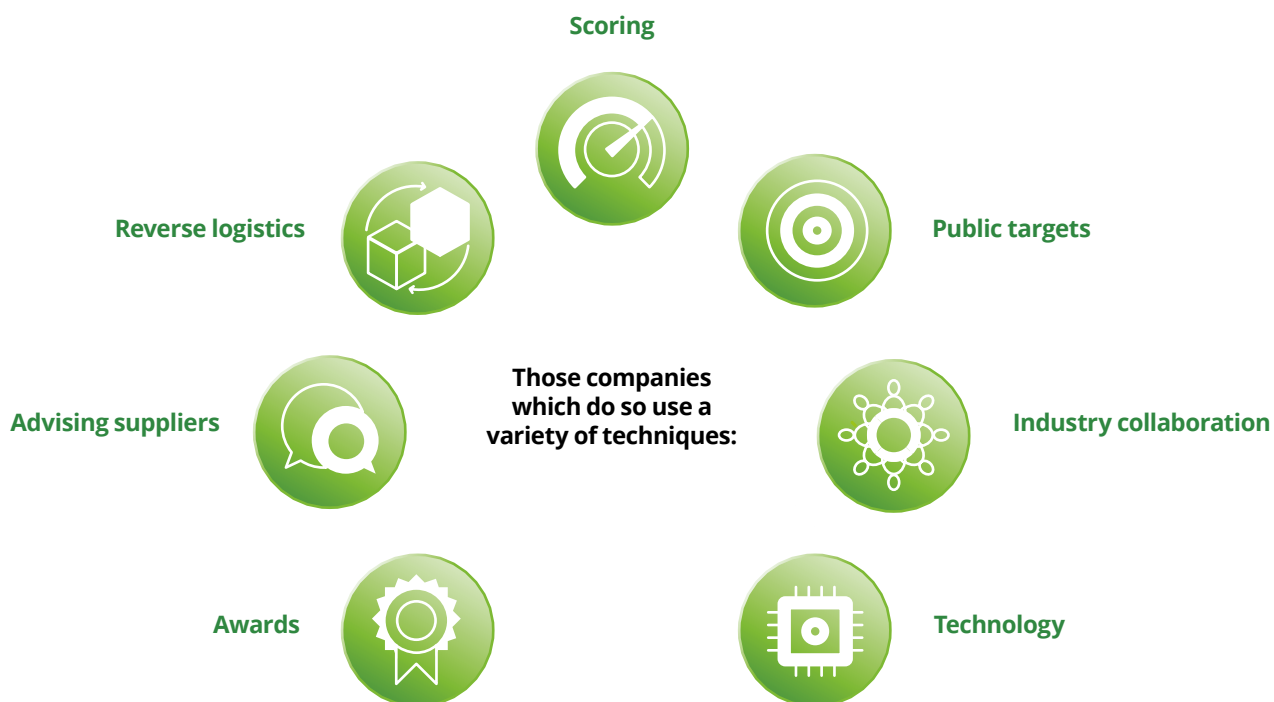 Scoring
Reverse logistics
Public targets
Those companies
which do so use a
variety of techniques:
Advising suppliers
Industry collaboration
Awards
Technology